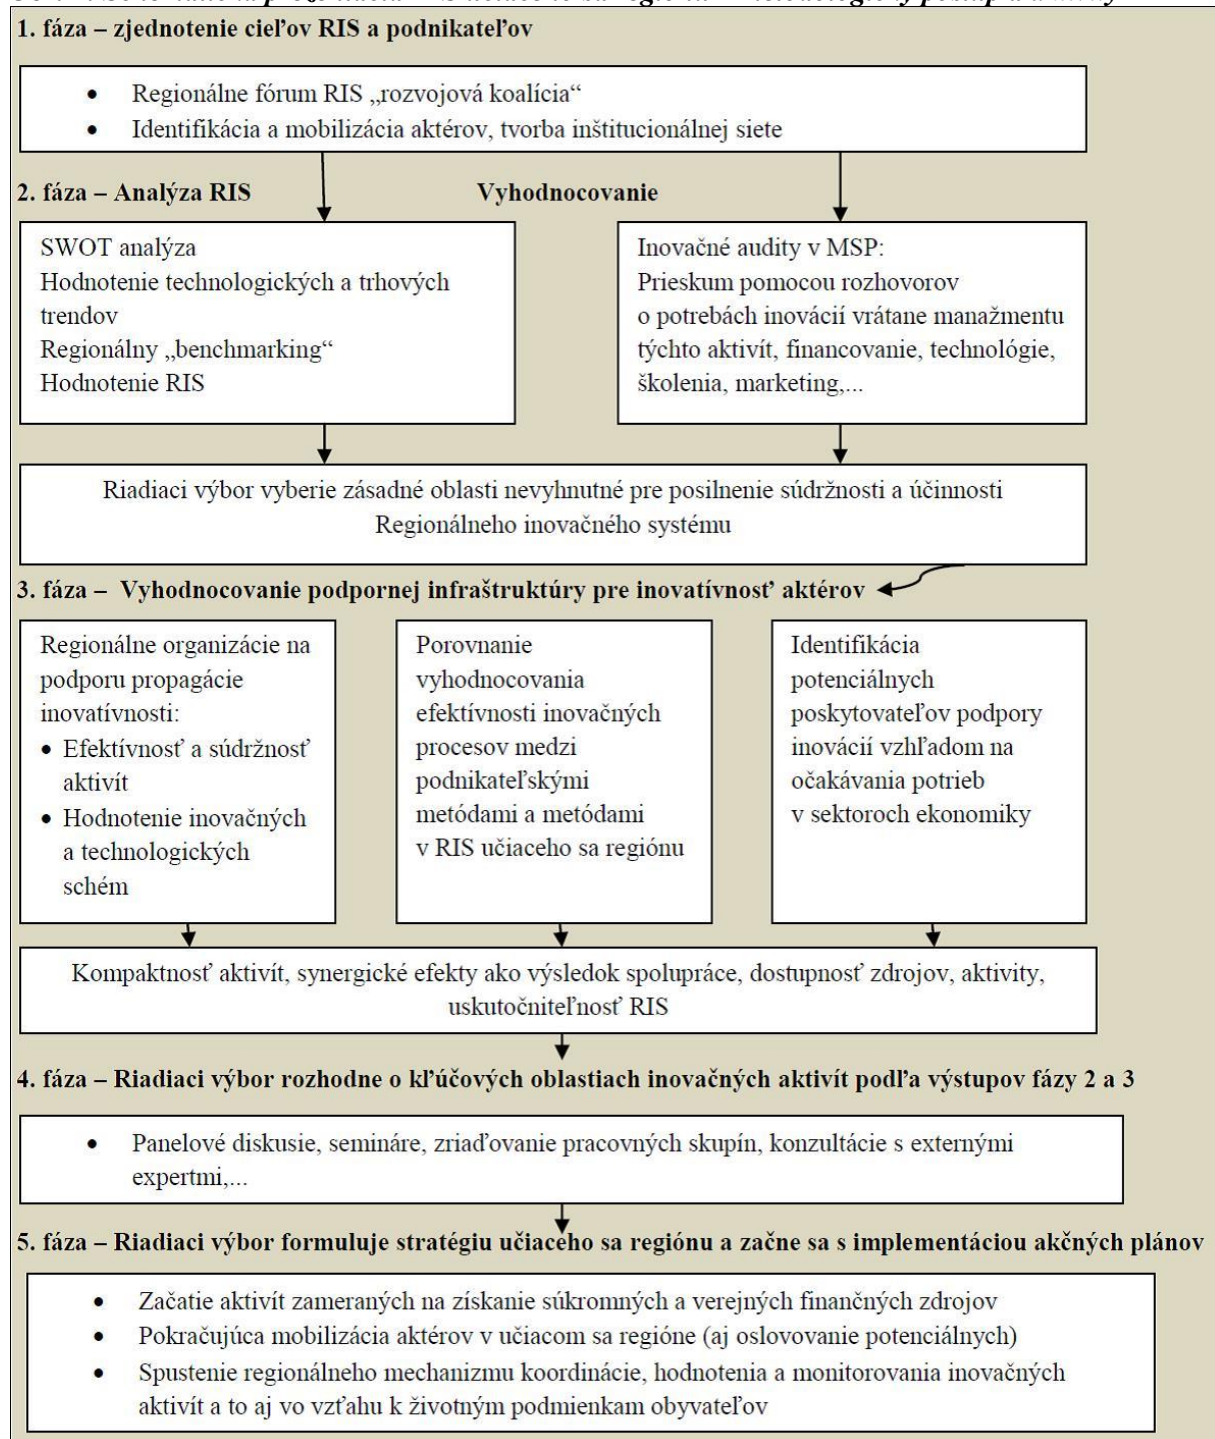 1. fáza – zjednotenie cieľov RIS a podnikateľov
• Regionálne fórum RIS „rozvojová koalícia“
• Identifikácia a mobilizácia aktérov, tvorba inštitucionálnej siete
2. fáza – Analýza RIS Vyhodnocovanie
SWOT analýza
Hodnotenie technologických a trhových
trendov
Regionálny „benchmarking“
Hodnotenie RIS
Inovačné audity v MSP:
Prieskum pomocou rozhovorov
o potrebách inovácií vrátane manažmentu
týchto aktivít, financovanie, technológie,
školenia, marketing,...
Riadiaci výbor vyberie zásadné oblasti nevyhnutné pre posilnenie súdržnosti a účinnosti
Regionálneho inovačného systému
3. fáza – Vyhodnocovanie podpornej infraštruktúry pre inovatívnosť aktérov
Regionálne organizácie na
podporu propagácie
inovatívnosti:
• Efektívnosť a súdržnosť
aktivít
• Hodnotenie inovačných
a technologických
schém
Porovnanie
vyhodnocovania
efektívnosti inovačných
procesov medzi
podnikateľskými
metódami a metódami
v RIS učiaceho sa regiónu
Identifikácia
potenciálnych
poskytovateľov podpory
inovácií vzhľadom na
očakávania potrieb
v sektoroch ekonomiky
Kompaktnosť aktivít, synergické efekty ako výsledok spolupráce, dostupnosť zdrojov, aktivity,
uskutočniteľnosť RIS
4. fáza – Riadiaci výbor rozhodne o kľúčových oblastiach inovačných aktivít podľa výstupov fázy 2 a 3
• Panelové diskusie, semináre, zriaďovanie pracovných skupín, konzultácie s externými
expertmi,...
5. fáza – Riadiaci výbor formuluje stratégiu učiaceho sa regiónu a začne sa s implementáciou akčných plánov
• Začatie aktivít zameraných na získanie súkromných a verejných finančných zdrojov
• Pokračujúca mobilizácia aktérov v učiacom sa regióne (aj oslovovanie potenciálnych)
• Spustenie regionálneho mechanizmu koordinácie, hodnotenia a monitorovania inovačných
aktivít a to aj vo vzťahu k životným podmienkam obyvateľov